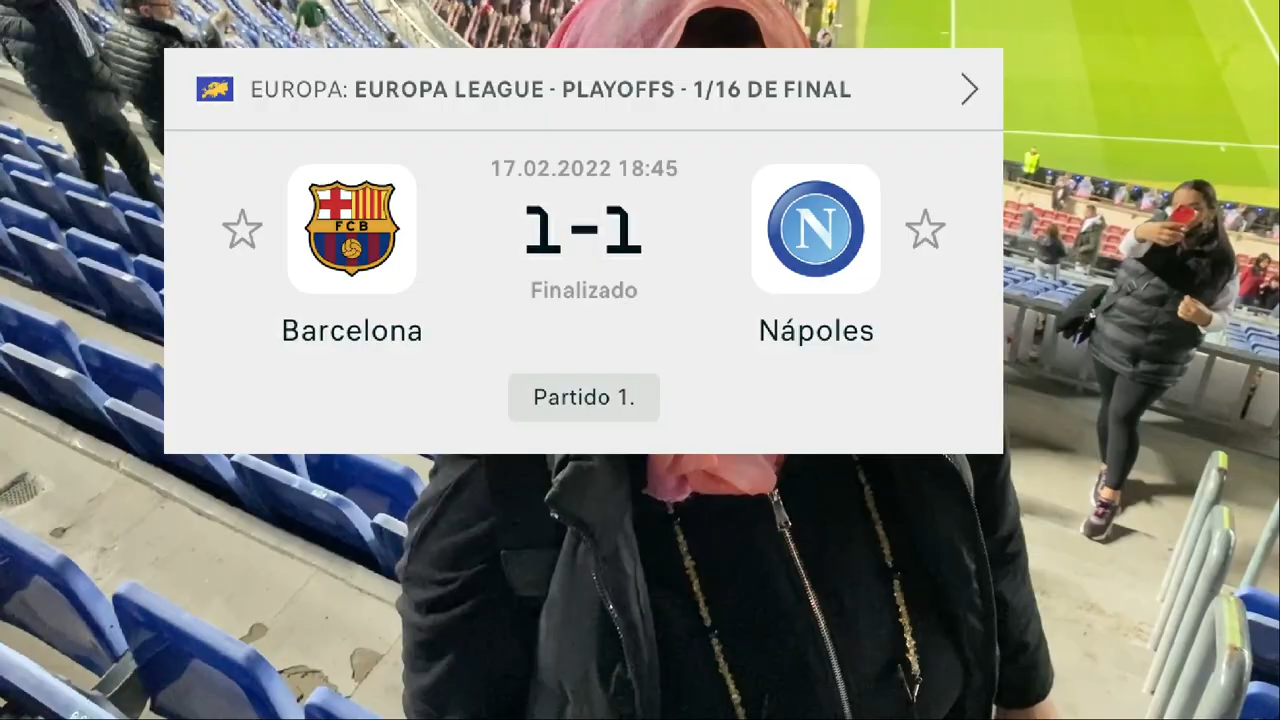 EUROPA: EUROPA LEAGUE - PLAYOFFS - 1/16 DE FINAL
17.02.2022 18:45
1-1
Finalizado
FCB
N
Barcelona
Nápoles
Partido 1.